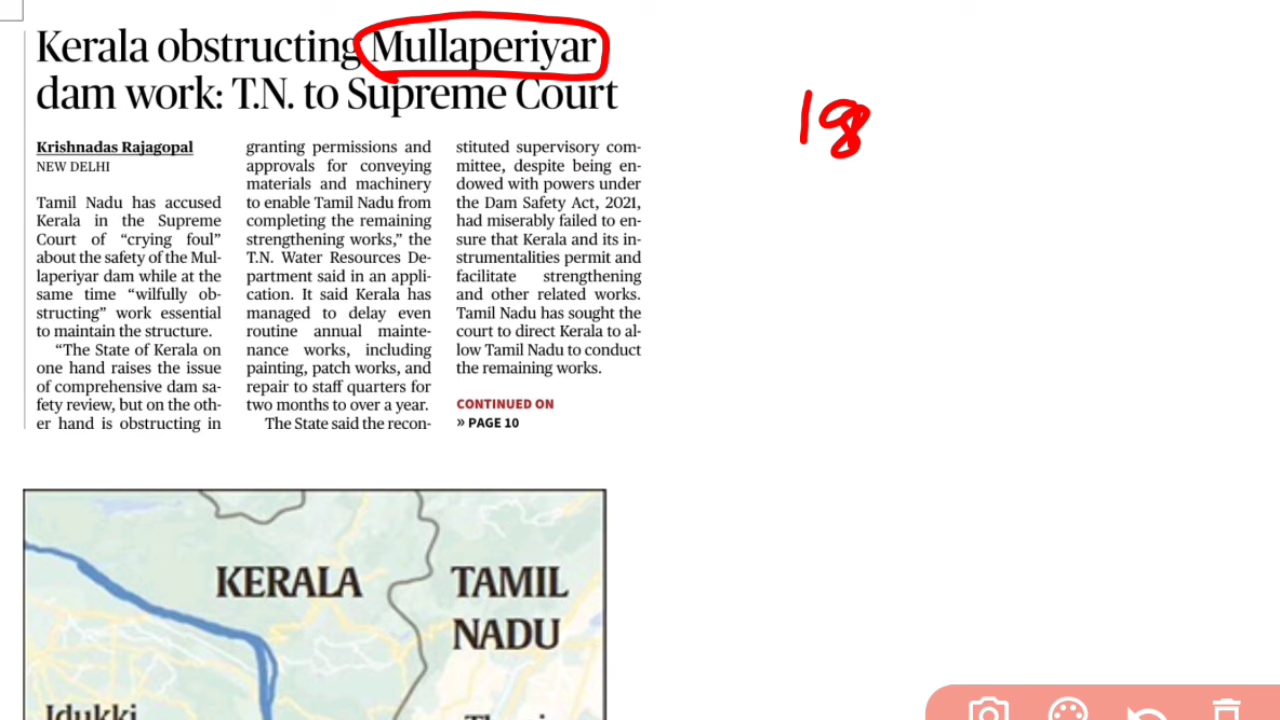 Kerala obstructing Mullaperiyar
dam work: T.N. to Supreme Court
18
Krishnadas Rajagopal
NEW DELHI
Tamil Nadu has accused
Kerala in the Supreme
Court of “crying foul”
about the safety of the Mul-
laperiyar dam while at the
same time “wilfully ob-
structing” work essential
to maintain the structure.
“The State of Kerala on
one hand raises the issue
of comprehensive dam sa-
fety review, but on the oth-
er hand is obstructing in
granting permissions and
approvals for conveying
materials and machinery
to enable Tamil Nadu from
completing the remaining
strengthening works,” the
T.N. Water Resources De-
partment said in an appli-
cation. It said Kerala has
managed to delay even
routine annual mainte-
nance works, including
painting, patch works, and
repair to staff quarters for
two months to over a year.
The State said the recon-
stituted supervisory com-
mittee, despite being en-
dowed with powers under
the Dam Safety Act, 2021,
had miserably failed to en-
sure that Kerala and its in-
strumentalities permit and
facilitate strengthening
and other related works.
Tamil Nadu has sought the
court to direct Kerala to al-
low Tamil Nadu to conduct
the remaining works.
CONTINUED ON
» PAGE 10
KERALA
TAMIL
NADU
Idukki